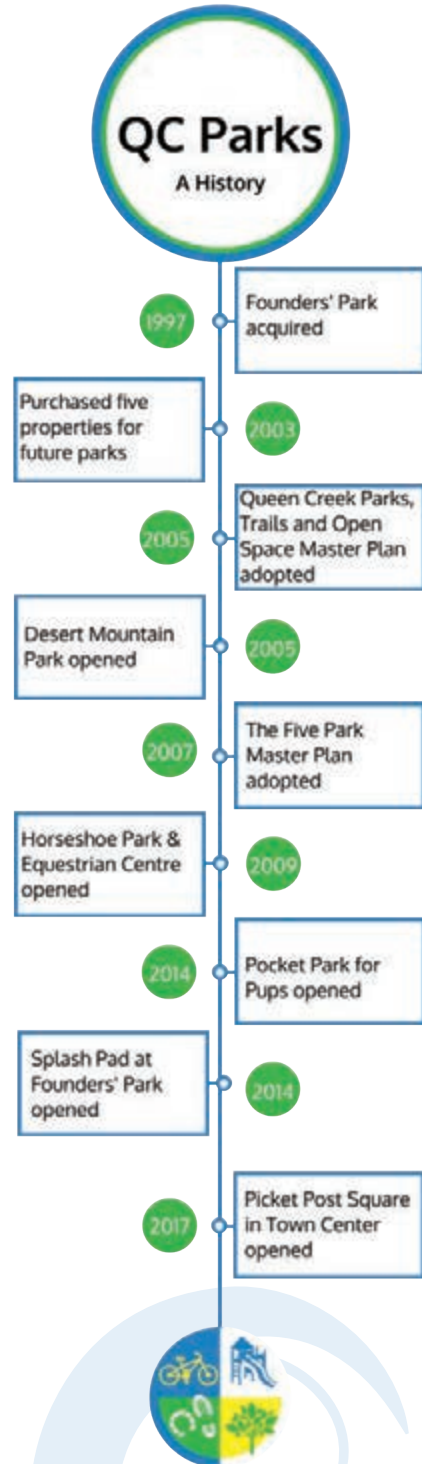 QC Parks
A History
1997
Founders' Park
acquired
Purchased five
properties for
future parks
2003
2005
Queen Creek Parks,
Trails and Open
Space Master Plan
adopted
Desert Mountain
Park opened
2005
2007
The Five Park
Master Plan
adopted
Horseshoe Park &
Equestrian Centre
opened
2009
2014
Pocket Park for
Pups opened
Splash Pad at
Founders' Park
opened
2014
2017
Picket Post Square
in Town Center
opened